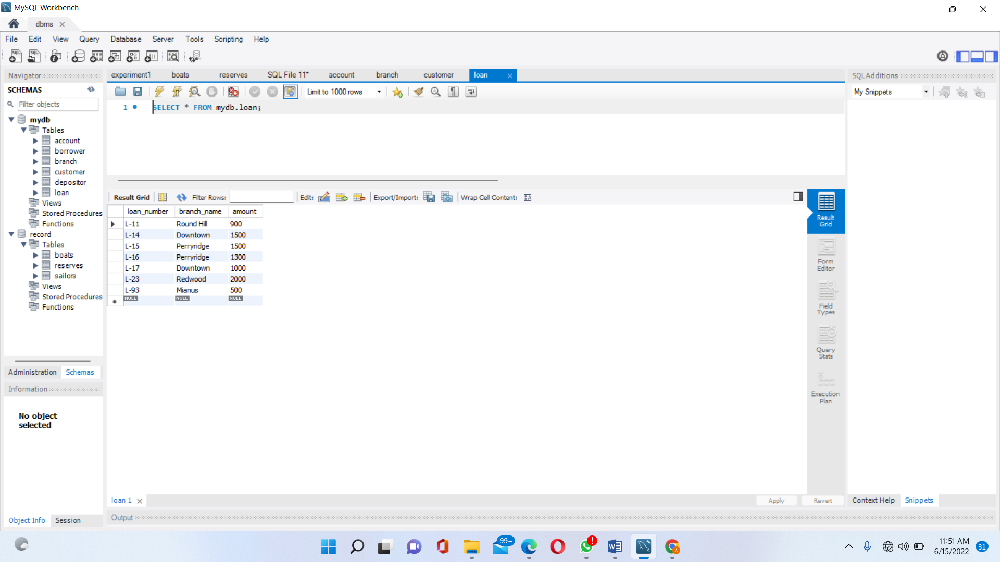 MySQL Workbench
dbms
File Edit View Query Database Server Tools Scripting Help
Navigator
SCHEMAS
Filter objects
mydb
Tables
account
borrower
branch
customer
depositor
loan
Views
Stored Procedures
Functions
record
Tables
boats
reserves
sailors
Views
Stored Procedures
Functions
Administration Schemas
Information
No object
selected
Object Info Session
experiment1 boats reserves SQL File 11* account branch customer loan
Limit to 1000 rows
1 SELECT * FROM mydb.loan;
Result Grid Filter Rows: Edit: Export/Import: Wrap Cell Content:
loan_number branch_name amount
L-11 Round Hill 900
L-14 Downtown 1500
L-15 Perryridge 1500
L-16 Perryridge 1300
L-17 Downtown 1000
L-23 Redwood 2000
L-93 Mianus 500
NULL NULL NULL
Result
Grid
Form
Editor
Field
Types
Query
Stats
Execution
Plan
loan 1
Apply Revert
Output
SQLAdditions
My Snippets
Context Help Snippets
99+
11:51 AM
6/15/2022
31